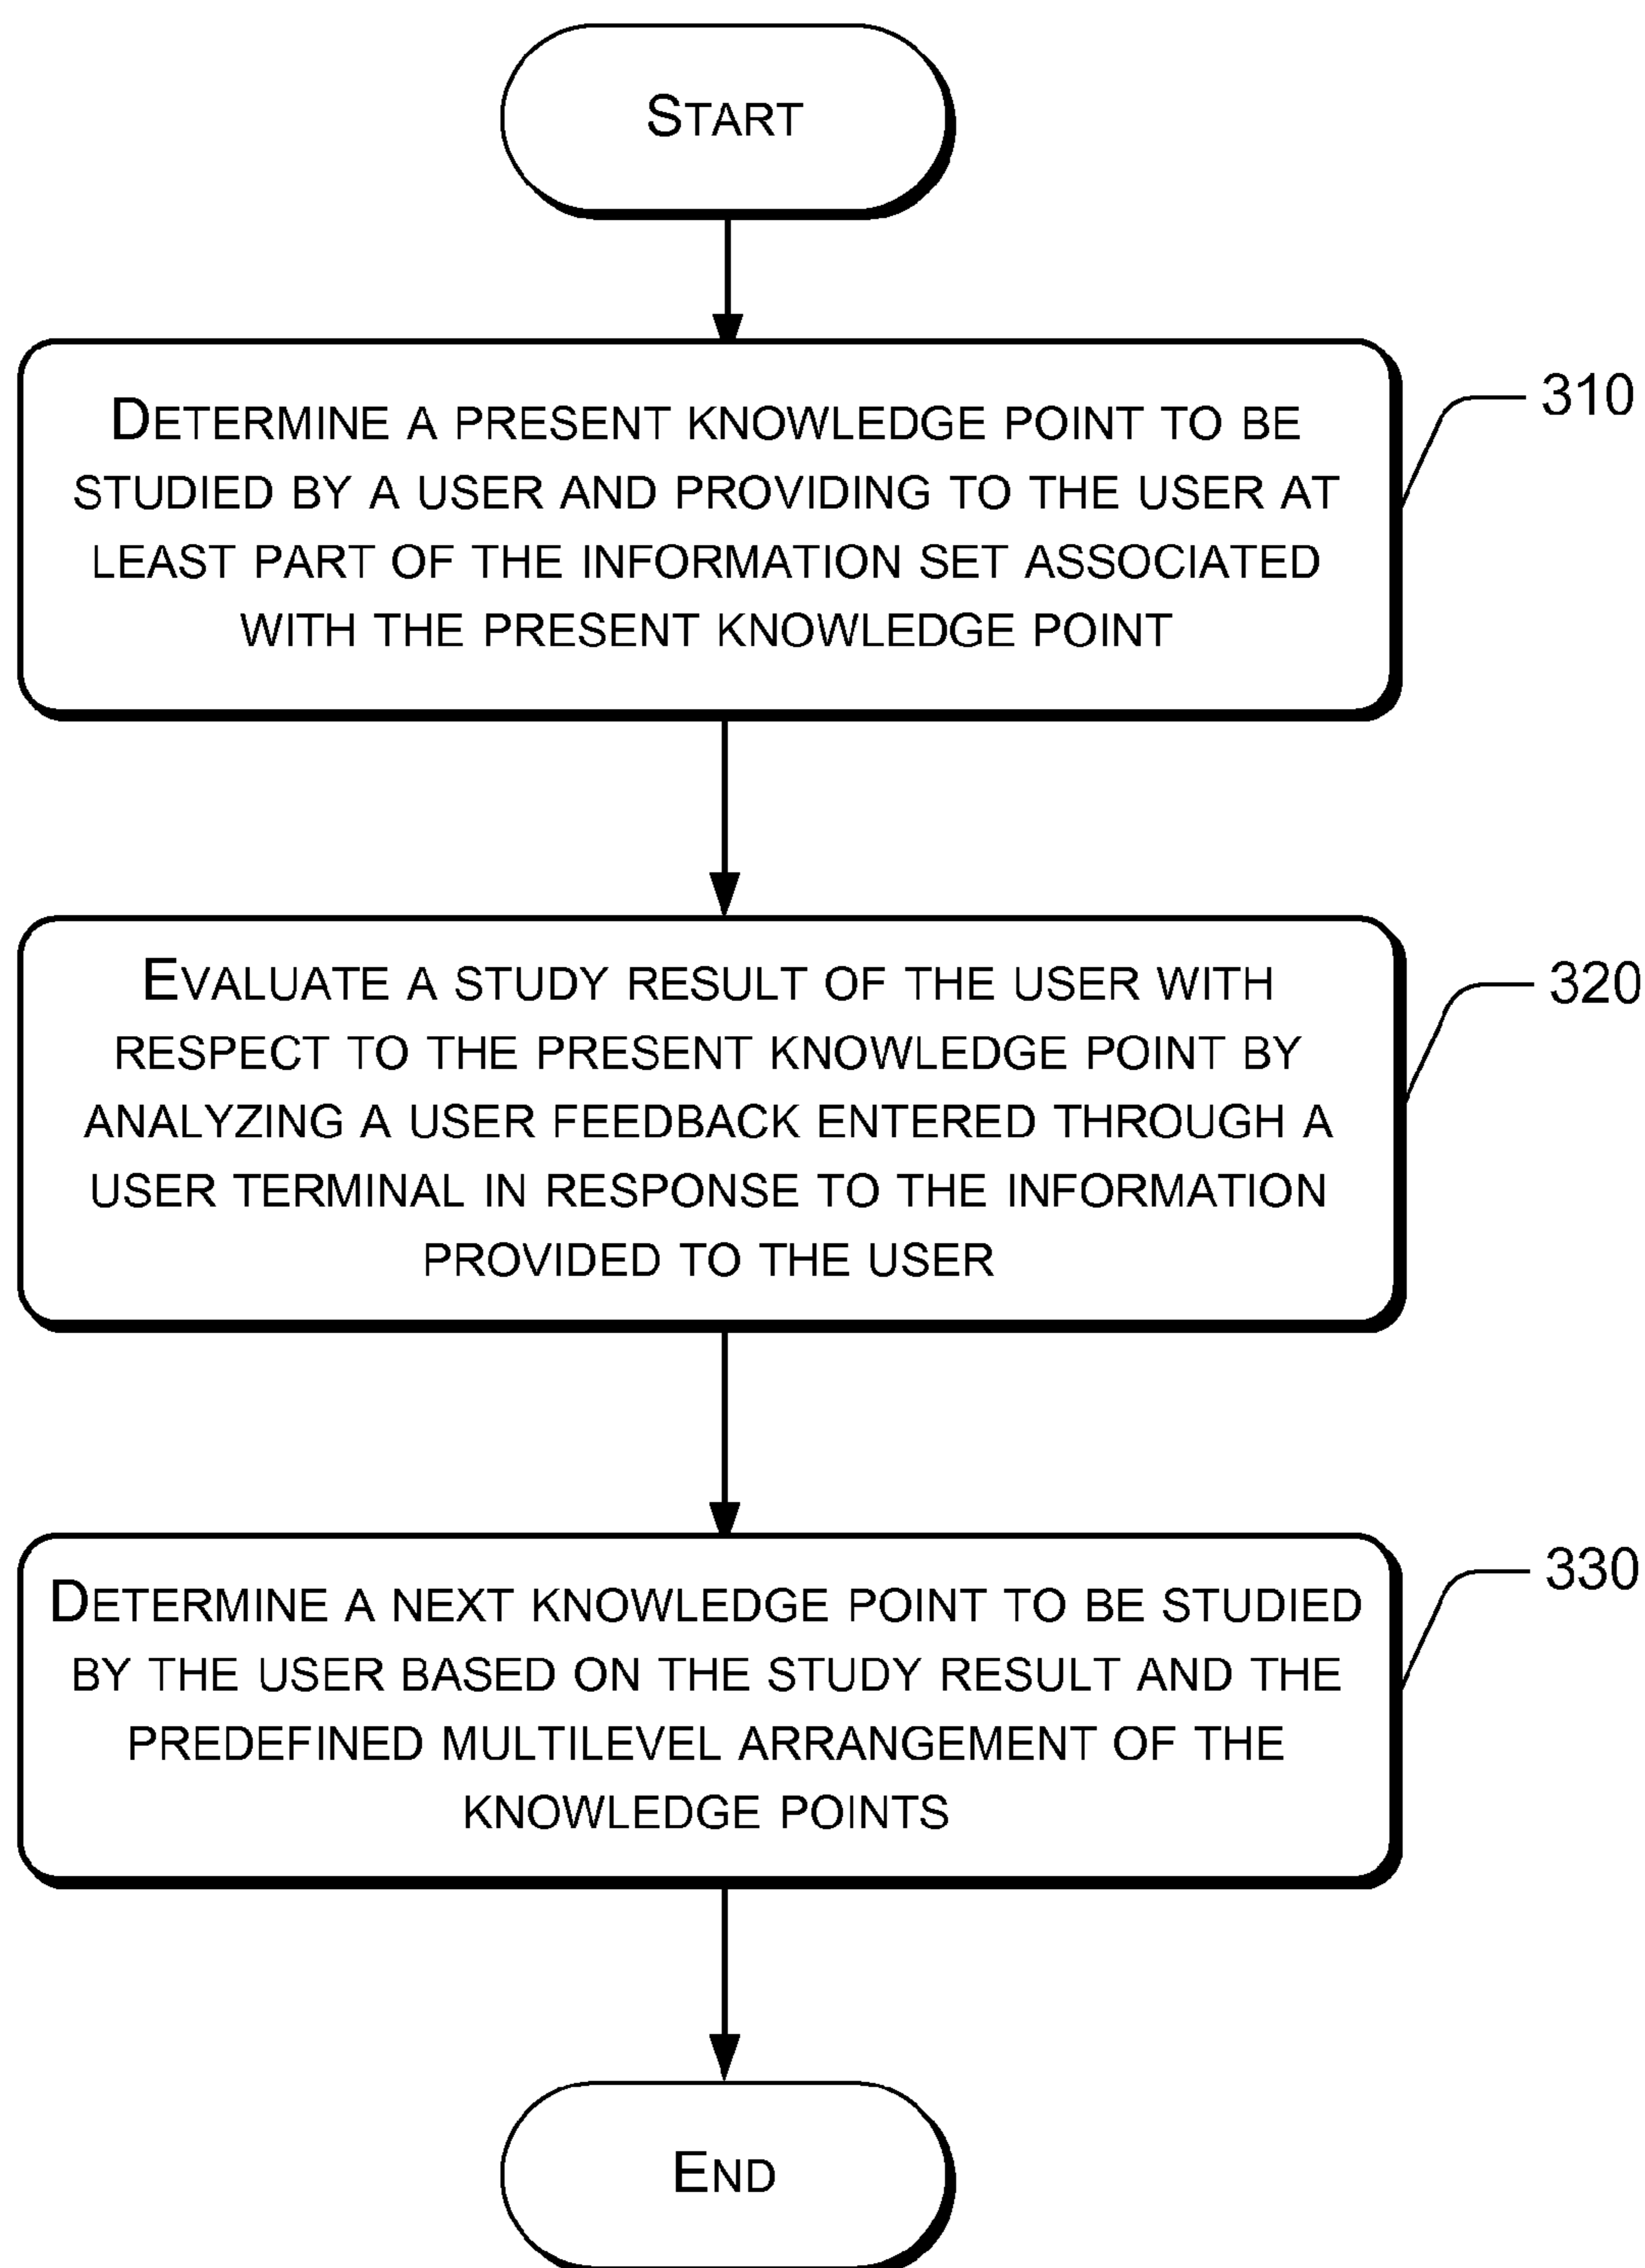 START
DETERMINE A PRESENT KNOWLEDGE POINT TO BE
STUDIED BY A USER AND PROVIDING TO THE USER AT
LEAST PART OF THE INFORMATION SET ASSOCIATED
WITH THE PRESENT KNOWLEDGE POINT
310
EVALUATE A STUDY RESULT OF THE USER WITH
RESPECT TO THE PRESENT KNOWLEDGE POINT BY
ANALYZING A USER FEEDBACK ENTERED THROUGH A
USER TERMINAL IN RESPONSE TO THE INFORMATION
PROVIDED TO THE USER
320
DETERMINE A NEXT KNOWLEDGE POINT TO BE STUDIED
BY THE USER BASED ON THE STUDY RESULT AND THE
PREDEFINED MULTILEVEL ARRANGEMENT OF THE
KNOWLEDGE POINTS
330
END